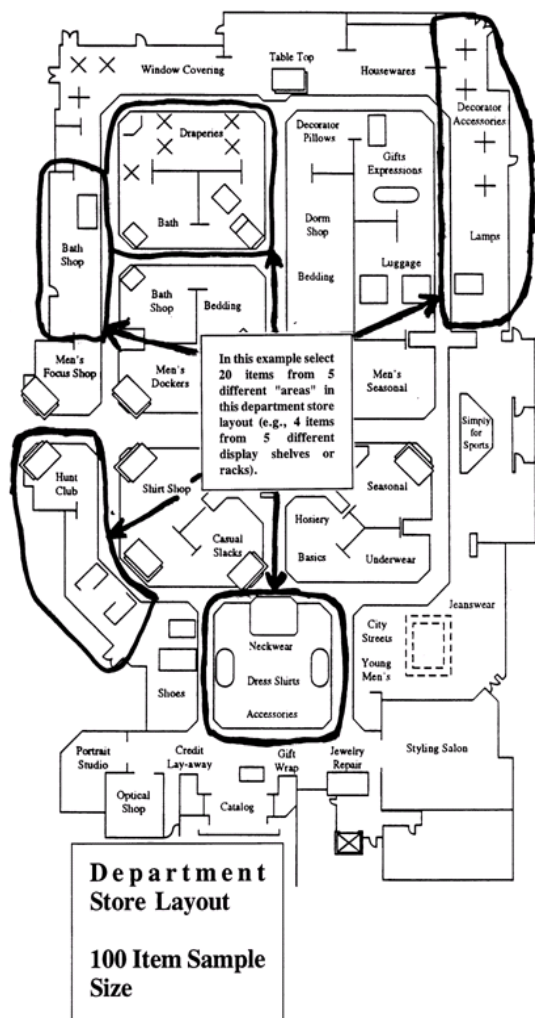 Window Covering
Table Top
Housewares
Decorator
Accessories
Draperies
Decorator
Pillows
Gifts
Expressions
Bath
Dorm
Shop
Lamps
Bath
Shop
Bedding
Luggage
Bath
Shop
Bedding
Men's
Focus Shop
Men's
Dockers
In this example select
20 items from 5
different "areas" in
this department store
layout (e.g., 4 items
from 5 different
display shelves or
racks).
Men's
Seasonal
Simply
for
Sports
Hunt
Club
Shirt Shop
Seasonal
Casual
Slacks
Hosiery
Basics
Underwear
Jeanswear
City
Streets
Young
Men's
Neckwear
Dress Shirts
Accessories
Shoes
Portrait
Studio
Credit
Lay-away
Gift
Wrap
Jewelry
Repair
Styling Salon
Optical
Shop
Catalog
Department
Store Layout
100 Item Sample
Size